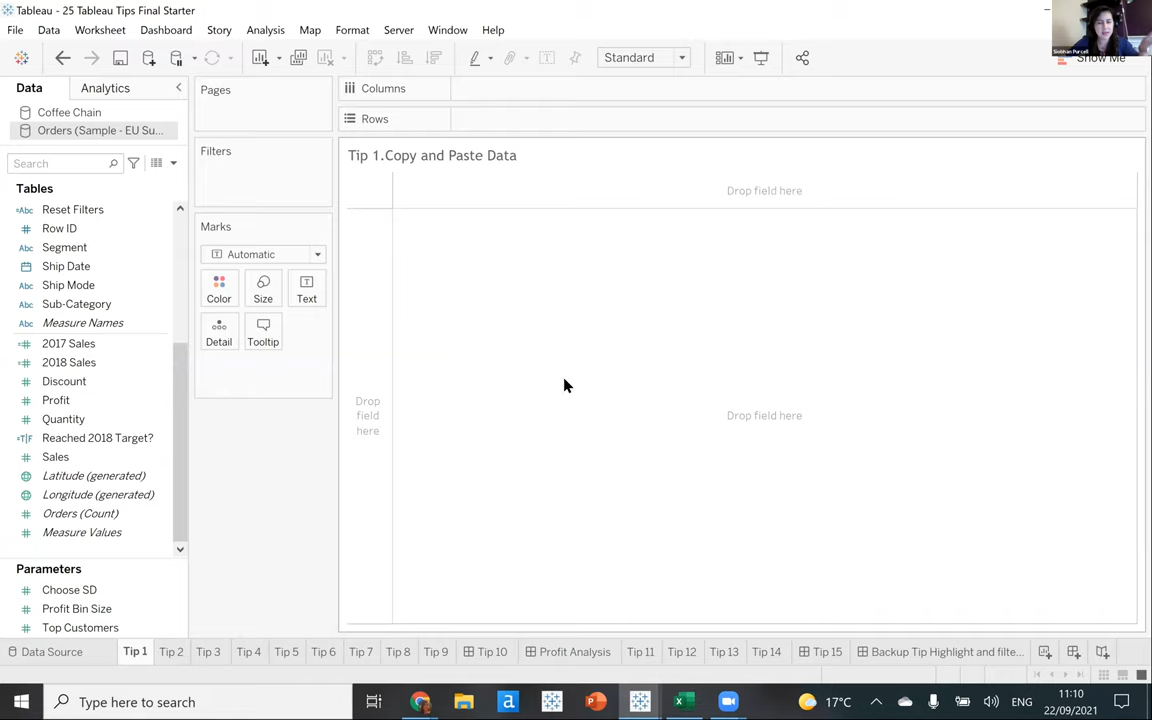 Tableau - 25 Tableau Tips Final Starter
File Data Worksheet Dashboard Story Analysis Map Format Server Window Help
Siobhan Purcell
Standard
Show Me
Data Analytics
Pages
Columns
Coffee Chain
Orders (Sample - EU Su...
Rows
Filters
Tip 1.Copy and Paste Data
Search
Tables
Drop field here
Reset Filters
Row ID
Marks
Segment
Automatic
Ship Date
Ship Mode
Color Size Text
Sub-Category
Measure Names
Detail Tooltip
2017 Sales
2018 Sales
Discount
Profit
Drop
field
here
Drop field here
Quantity
Reached 2018 Target?
Sales
Latitude (generated)
Longitude (generated)
Orders (Count)
Measure Values
Parameters
Choose SD
Profit Bin Size
Top Customers
Data Source Tip 1 Tip 2 Tip 3 Tip 4 Tip 5 Tip 6 Tip 7 Tip 8 Tip 9 Tip 10 Profit Analysis Tip 11 Tip 12 Tip 13 Tip 14 Tip 15 Backup Tip Highlight and filte...
Type here to search
17°C
ENG
11:10
22/09/2021